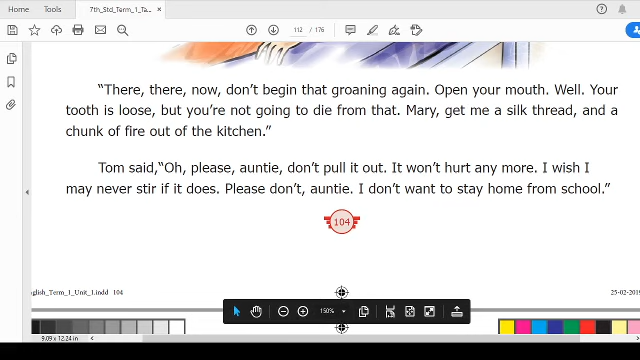 Home Tools 7th_Std_Term_1_Ta... ×
112 / 176
“There, there, now, don’t begin that groaning again. Open your mouth. Well. Your
tooth is loose, but you’re not going to die from that. Mary, get me a silk thread, and a
chunk of fire out of the kitchen.”
Tom said,“Oh, please, auntie, don’t pull it out. It won’t hurt any more. I wish I
may never stir if it does. Please don’t, auntie. I don’t want to stay home from school.”
104
nglish_Term_1_Unit_1.indd 104 25-02-2019
150%
9.09 x 12.24 in